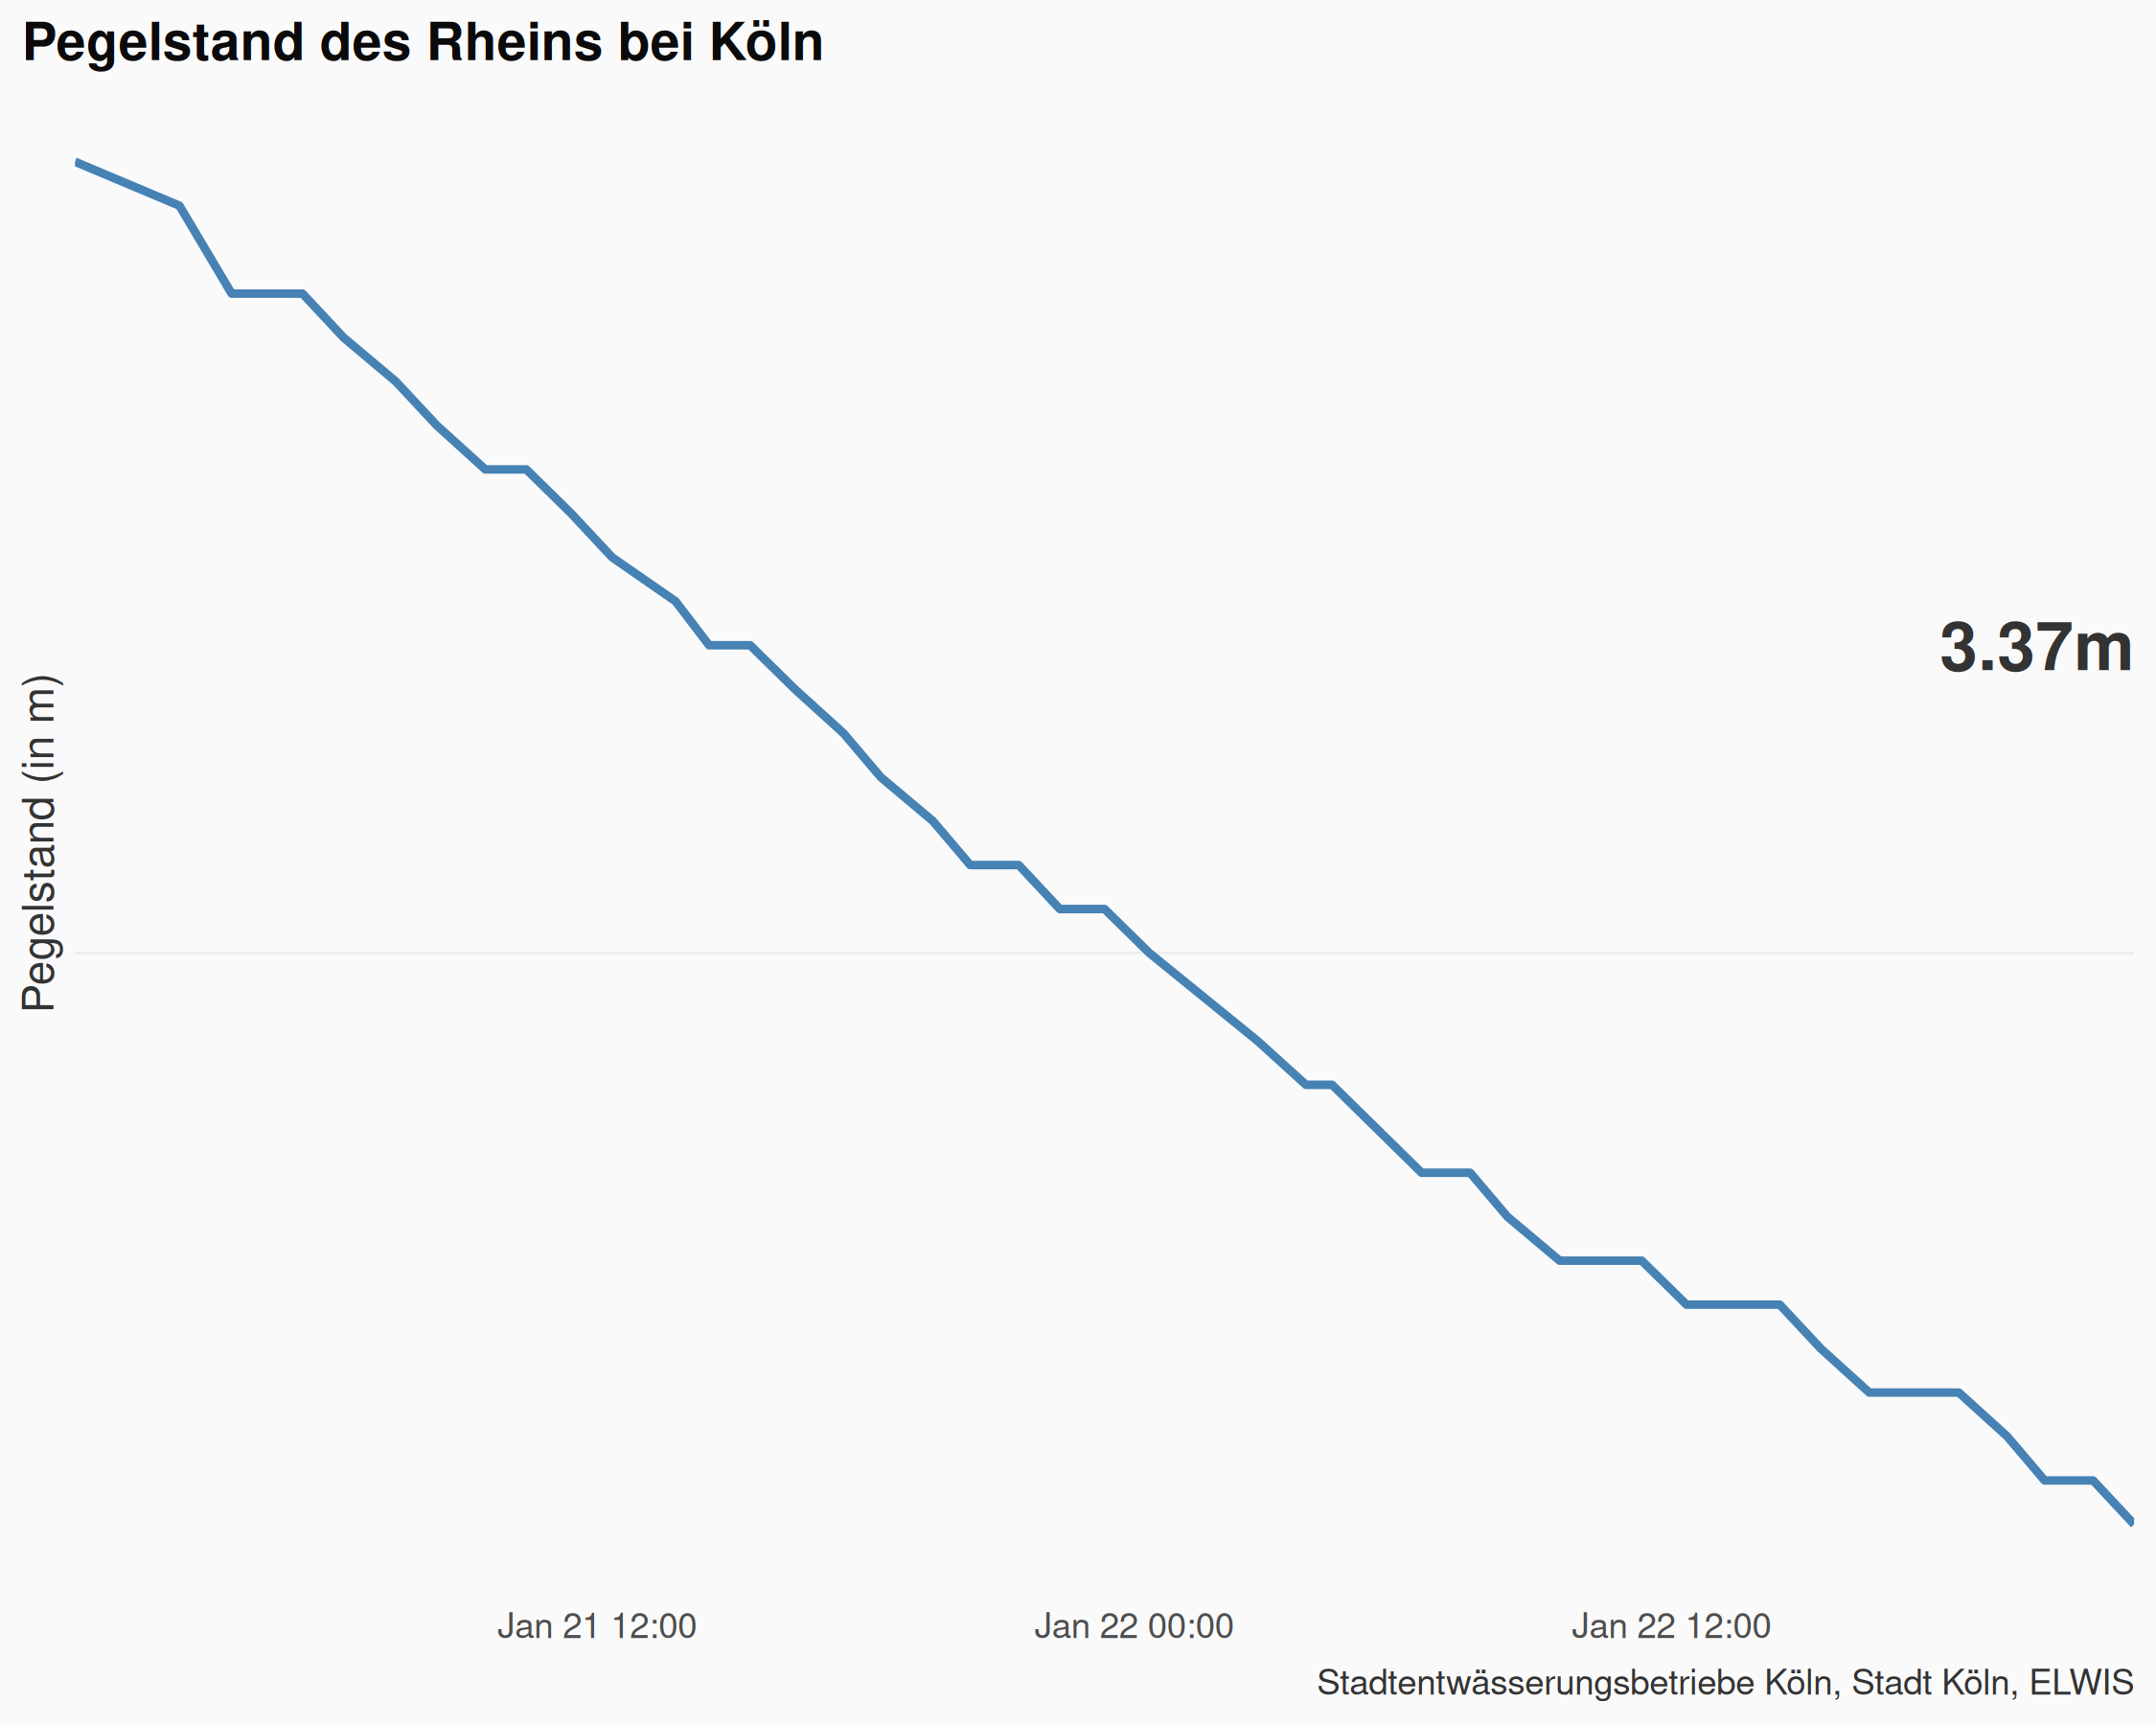 Pegelstand des Rheins bei Köln
3.37m
Pegelstand (in m)
Jan 21 12:00
Jan 22 00:00
Jan 22 12:00
Stadtentwässerungsbetriebe Köln, Stadt Köln, ELWIS